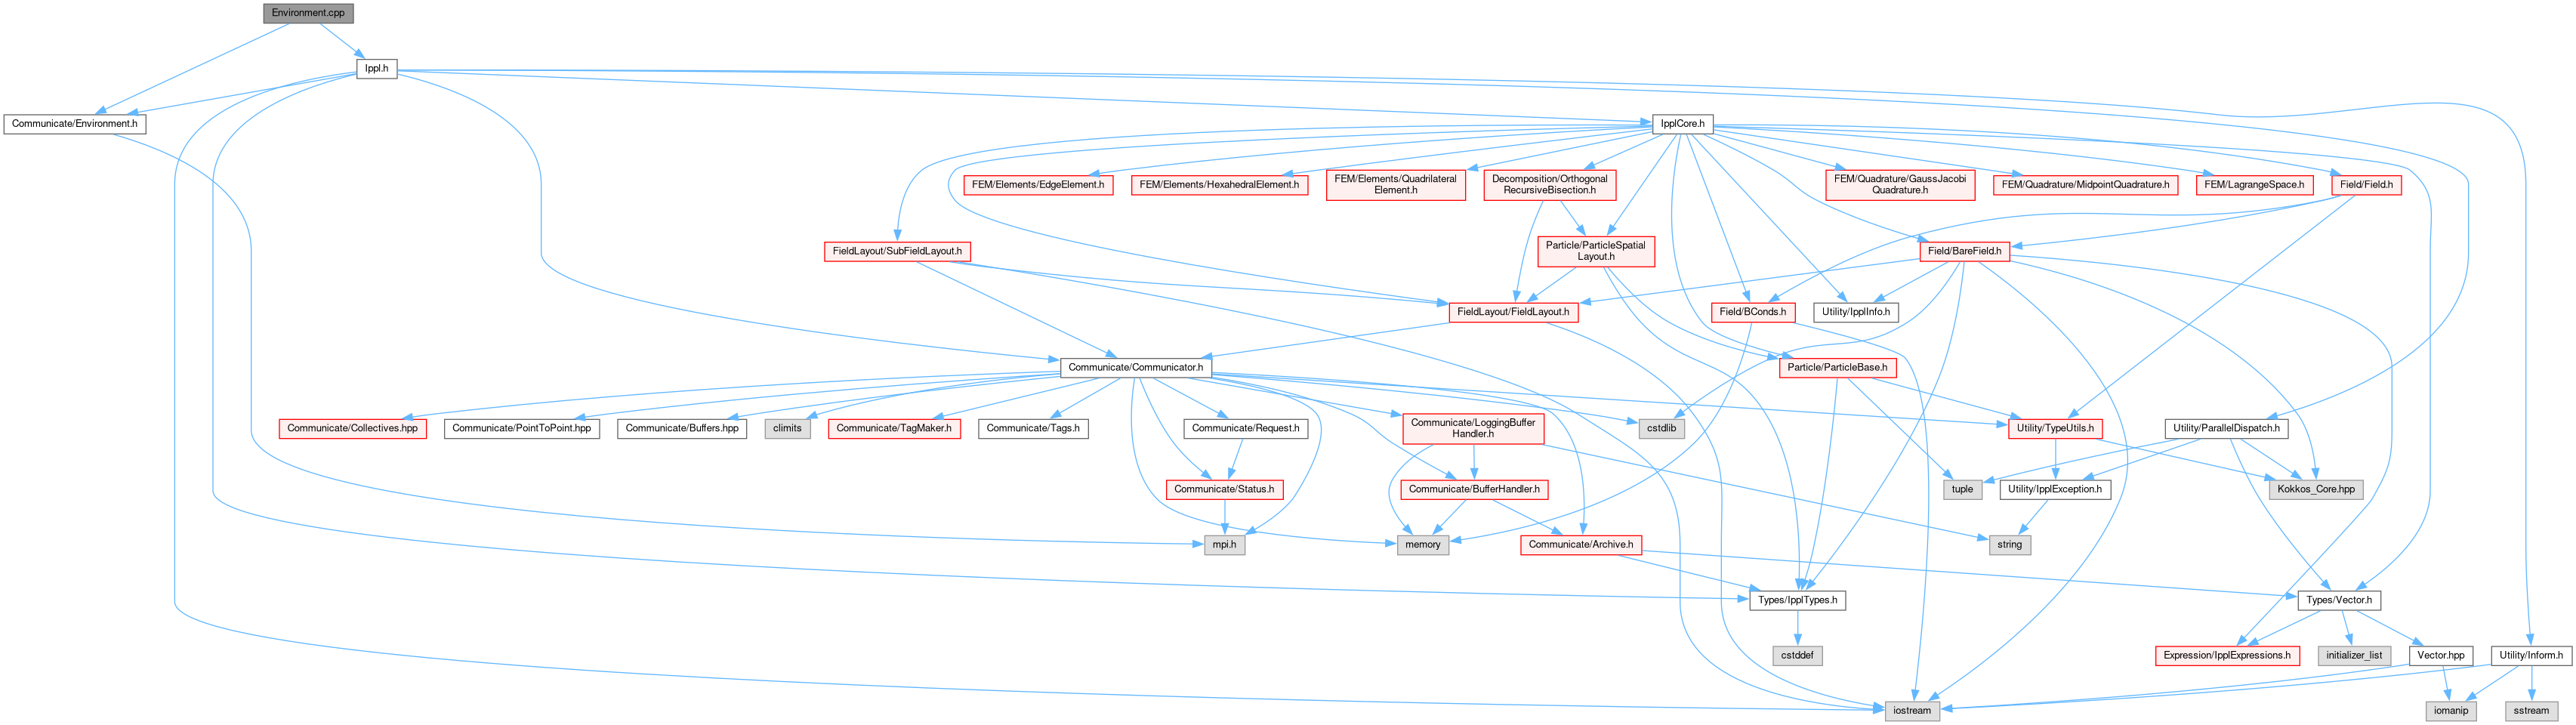 Environment.cpp
Ippl.h
Communicate/Environment.h
IpplCore.h
FEM/Elements/EdgeElement.h
FEM/Elements/HexahedralElement.h
FEM/Elements/Quadrilateral
Element.h
Decomposition/Orthogonal
RecursiveBisection.h
FEM/Quadrature/GaussJacobi
Quadrature.h
FEM/Quadrature/MidpointQuadrature.h
FEM/LagrangeSpace.h
Field/Field.h
FieldLayout/SubFieldLayout.h
Particle/ParticleSpatial
Layout.h
Field/BareField.h
FieldLayout/FieldLayout.h
Field/BConds.h
Utility/IpplInfo.h
Communicate/Communicator.h
Particle/ParticleBase.h
Communicate/Collectives.hpp
Communicate/PointToPoint.hpp
Communicate/Buffers.hpp
climits
Communicate/TagMaker.h
Communicate/Tags.h
Communicate/Request.h
Communicate/LoggingBuffer
Handler.h
cstdlib
Utility/TypeUtils.h
Utility/ParallelDispatch.h
Communicate/Status.h
Communicate/BufferHandler.h
tuple
Utility/IpplException.h
Kokkos_Core.hpp
mpi.h
memory
Communicate/Archive.h
string
Types/IpplTypes.h
Types/Vector.h
cstddef
Expression/IpplExpressions.h
initializer_list
Vector.hpp
Utility/Inform.h
iostream
iomanip
sstream